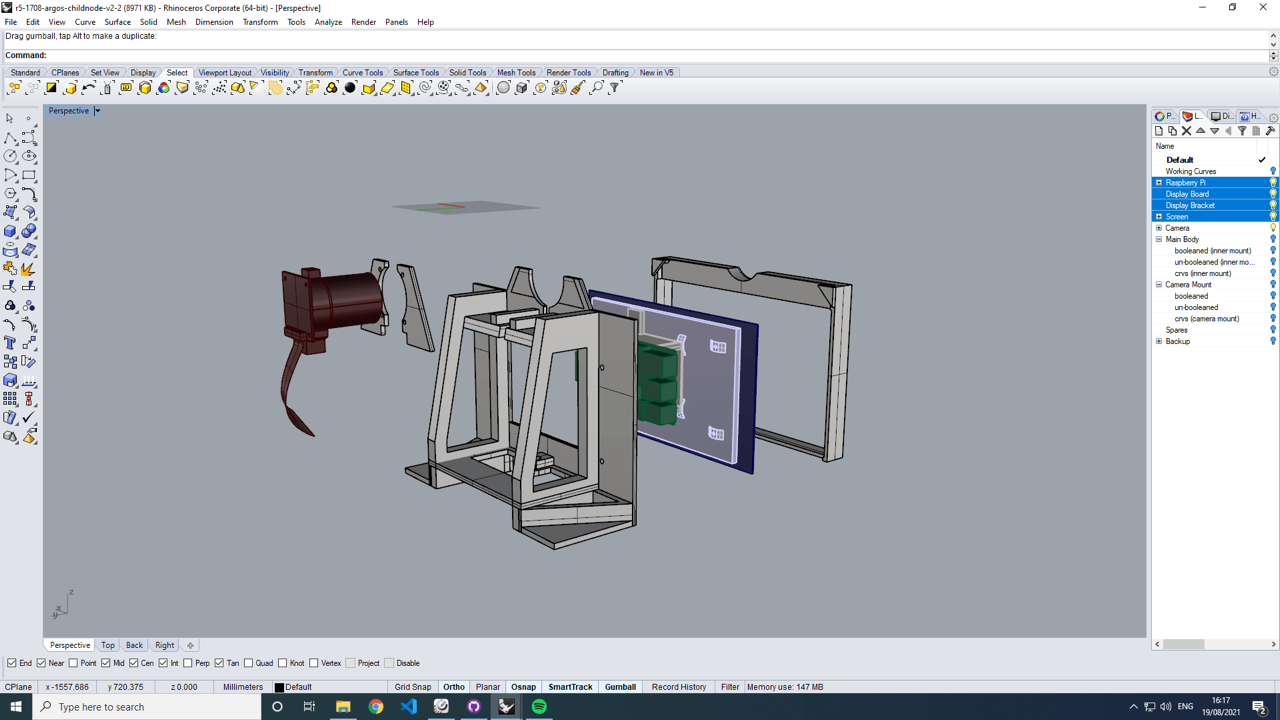 r5-1708-argos-childnode-v2-2 (8971 KB) - Rhinoceros Corporate (64-bit) - [Perspective]
File Edit View Curve Surface Solid Mesh Dimension Transform Tools Analyze Render Panels Help
Drag gumball, tap Alt to make a duplicate:
Command:
Standard CPlanes Set View Display Select Viewport Layout Visibility Transform Curve Tools Surface Tools Solid Tools Mesh Tools Render Tools Drafting New in V5
Perspective
P... L... Di... H...
Name
Default
Working Curves
Raspberry Pi
Display Board
Display Bracket
Screen
Camera
Main Body
booleaned (inner mount)
un-booleaned (inner mo...
crvs (inner mount)
Camera Mount
booleaned
un-booleaned
crvs (camera mount)
Spares
Backup
z
x
y
Perspective Top Back Right
End Near Point Mid Cen Int Perp Tan Quad Knot Vertex Project Disable
CPlane x -1557.686 y 720.375 z 0.000 Millimeters Default Grid Snap Ortho Planar Osnap SmartTrack Gumball Record History Filter Memory use: 147 MB
Type here to search
ENG
16:17
19/08/2021
2